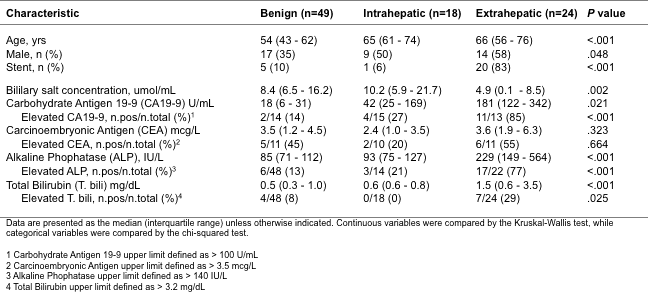 Characteristic Benign (n=49) Intrahepatic (n=18) Extrahepatic (n=24) P value
Age, yrs 54 (43 - 62) 65 (61 - 74) 66 (56 - 76) <.001
Male, n (%) 17 (35) 9 (50) 14 (58) .048
Stent, n (%) 5 (10) 1 (6) 20 (83) <.001
Bililary salt concentration, umol/mL 8.4 (6.5 - 16.2) 10.2 (5.9 - 21.7) 4.9 (0.1 - 8.5) .002
Carbohydrate Antigen 19-9 (CA19-9) U/mL 18 (6 - 31) 42 (25 - 169) 181 (122 - 342) .021
Elevated CA19-9, n.pos/n.total (%)1 2/14 (14) 4/15 (27) 11/13 (85) <.001
Carcinoembryonic Antigen (CEA) mcg/L 3.5 (1.2 - 4.5) 2.4 (1.0 - 3.5) 3.6 (1.9 - 6.3) .323
Elevated CEA, n.pos/n.total (%)2 5/11 (45) 2/10 (20) 6/11 (55) .664
Alkaline Phophatase (ALP), IU/L 85 (71 - 112) 93 (75 - 127) 229 (149 - 564) <.001
Elevated ALP, n.pos/n.total (%)3 6/48 (13) 3/14 (21) 17/22 (77) <.001
Total Bilirubin (T. bili) mg/dL 0.5 (0.3 - 1.0) 0.6 (0.6 - 0.8) 1.5 (0.6 - 3.5) <.001
Elevated T. bili, n.pos/n.total (%)4 4/48 (8) 0/18 (0) 7/24 (29) .025
Data are presented as the median (interquartile range) unless otherwise indicated. Continuous variables were compared by the Kruskal-Wallis test, while
categorical variables were compared by the chi-squared test.
1 Carbohydrate Antigen 19-9 upper limit defined as > 100 U/mL
2 Carcinoembryonic Antigen upper limit defined as > 3.5 mcg/L
3 Alkaline Phophatase upper limit defined as > 140 IU/L
4 Total Bilirubin upper limit defined as > 3.2 mg/dL